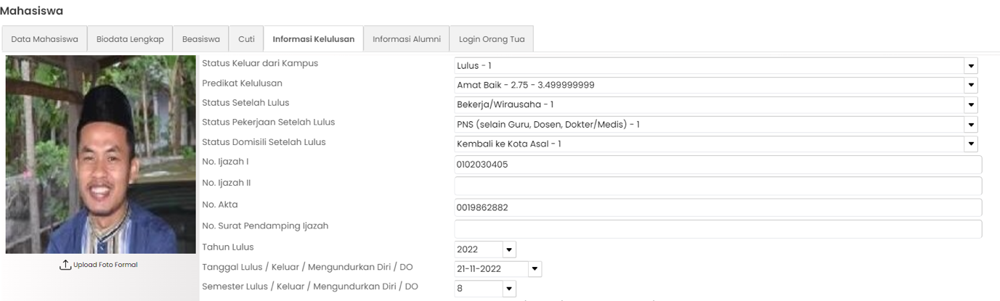 Mahasiswa
Data Mahasiswa Biodata Lengkap Beasiswa Cuti Informasi Kelulusan Informasi Alumni Login Orang Tua
Status Keluar dari Kampus Lulus - 1
Predikat Kelulusan Amat Baik - 2.75 - 3.499999999
Status Setelah Lulus Bekerja/Wirausaha - 1
Status Pekerjaan Setelah Lulus PNS (selain Guru, Dosen, Dokter/Medis) - 1
Status Domisili Setelah Lulus Kembali ke Kota Asal - 1
No. Ijazah I 0102030405
No. Ijazah II
No. Akta 0019862882
No. Surat Pendamping Ijazah
Tahun Lulus 2022
Upload Foto Formal
Tanggal Lulus / Keluar / Mengundurkan Diri / DO 21-11-2022
Semester Lulus / Keluar / Mengundurkan Diri / DO 8